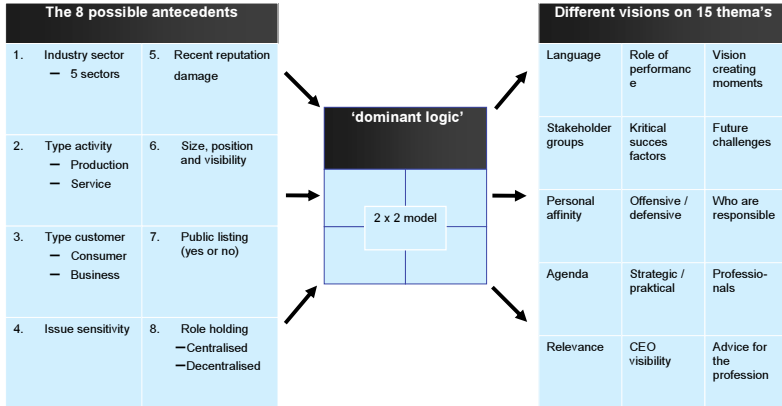 The 8 possible antecedents
1. Industry sector
– 5 sectors
5. Recent reputation
damage
2. Type activity
– Production
– Service
6. Size, position
and visibility
3. Type customer
– Consumer
– Business
7. Public listing
(yes or no)
4. Issue sensitivity
8. Role holding
–Centralised
–Decentralised
‘dominant logic’
2 x 2 model
Different visions on 15 thema’s
Language
Role of
performanc
e
Vision
creating
moments
Stakeholder
groups
Kritical
succes
factors
Future
challenges
Personal
affinity
Offensive /
defensive
Who are
responsible
Agenda
Strategic /
praktical
Professio-
nals
Relevance
CEO
visibility
Advice for
the
profession